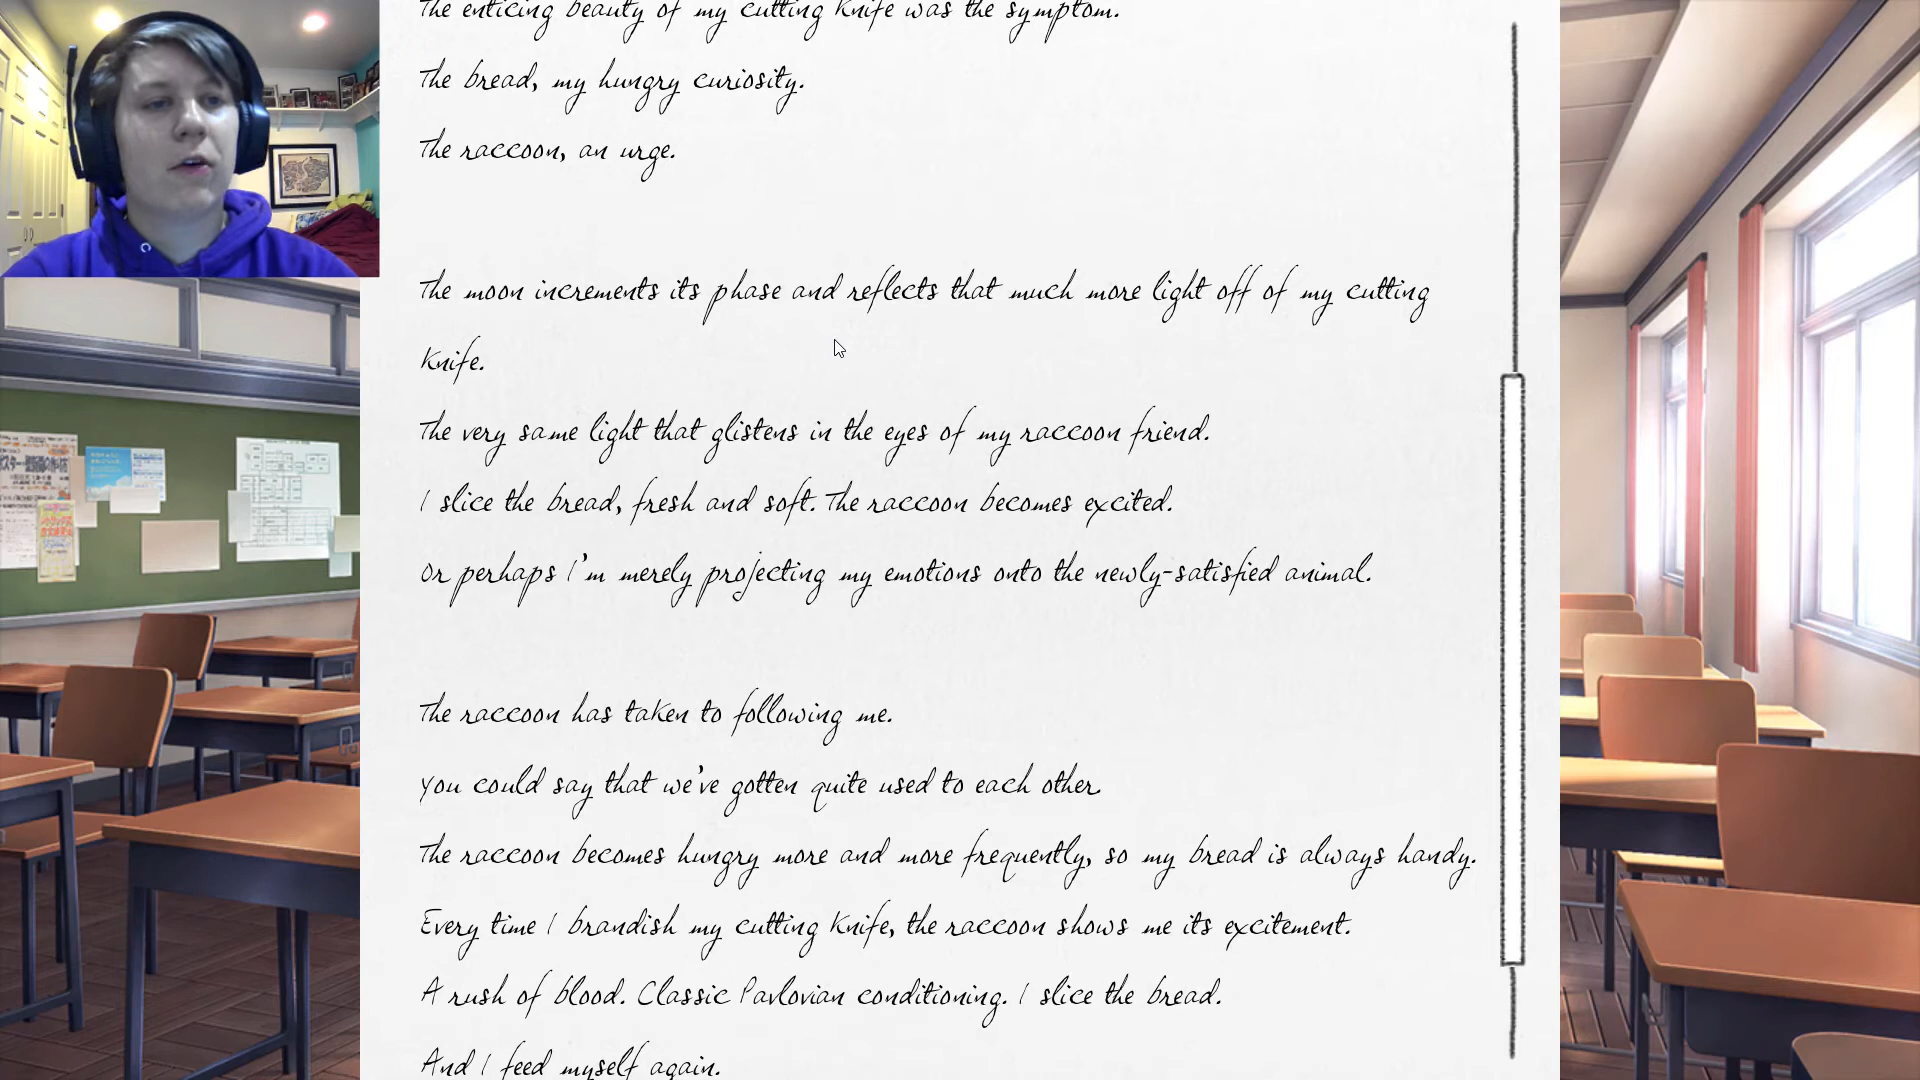 The enticing beauty of my cutting knife was the symptom.
The bread, my hungry curiosity.
The raccoon, an urge.
The moon increments its phase and reflects that much more light off of my cutting
knife.
The very same light that glistens in the eyes of my raccoon friend.
I slice the bread, fresh and soft. The raccoon becomes excited.
Or perhaps I'm merely projecting my emotions onto the newly-satisfied animal.
The raccoon has taken to following me.
You could say that we've gotten quite used to each other.
The raccoon becomes hungry more and more frequently, so my bread is always handy.
Every time I brandish my cutting knife, the raccoon shows me its excitement.
A rush of blood. Classic Pavlovian conditioning. I slice the bread.
And I feed myself again.